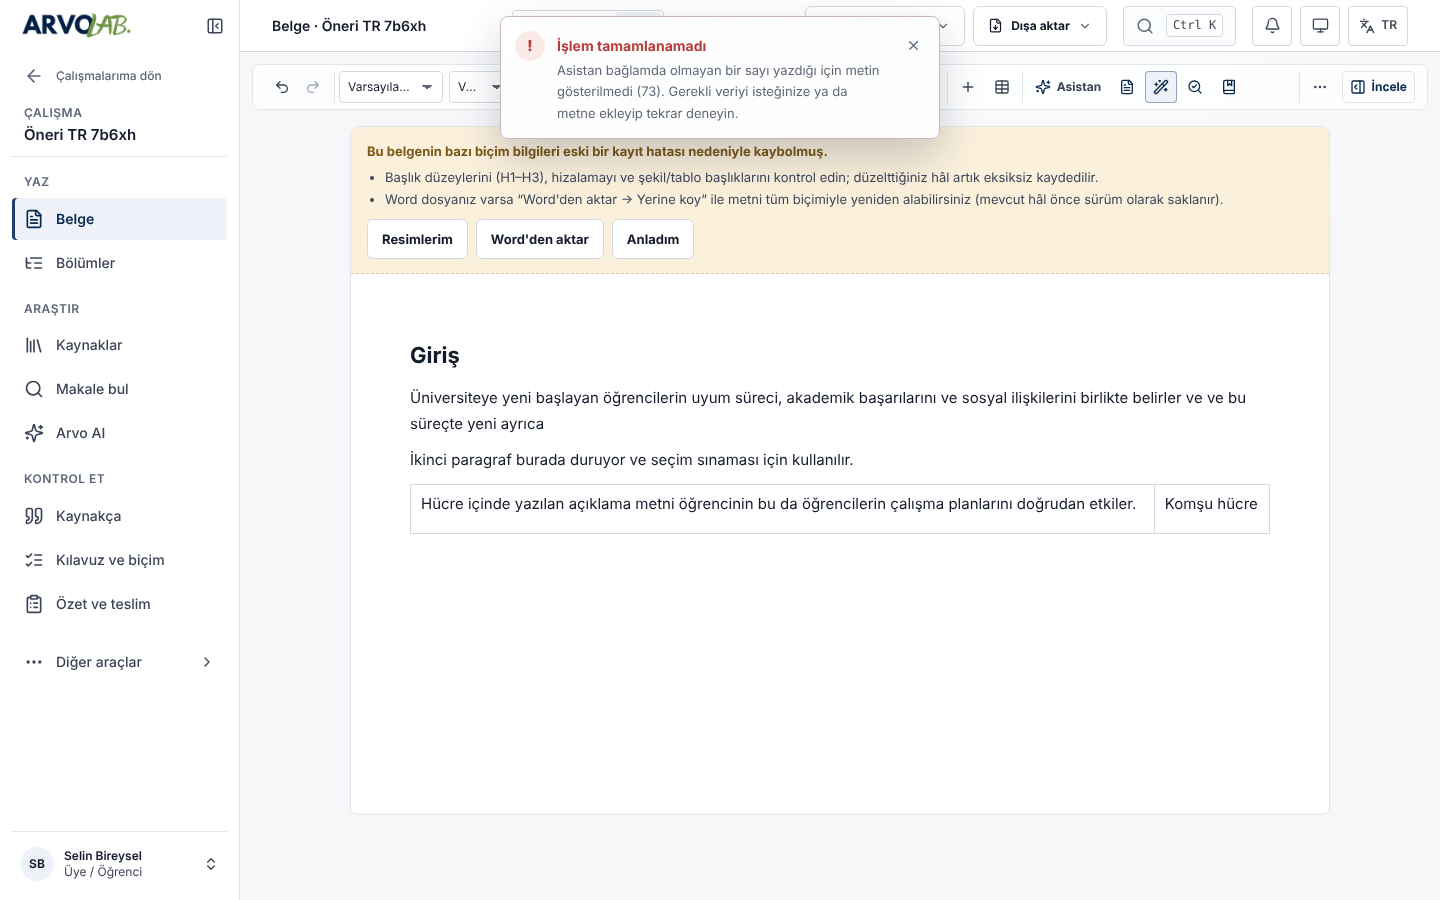 ARVOLAB.
Çalışmalarıma dön
ÇALIŞMA
Öneri TR 7b6xh
YAZ
Belge
Bölümler
ARAŞTIR
Kaynaklar
Makale bul
Arvo AI
KONTROL ET
Kaynakça
Kılavuz ve biçim
Özet ve teslim
Diğer araçlar
SB
Selin Bireysel
Üye / Öğrenci
Belge · Öneri TR 7b6xh
Dışa aktar
Ctrl K
TR
Varsayıla...
V...
Asistan
İncele
!
İşlem tamamlanamadı
Asistan bağlamda olmayan bir sayı yazdığı için metin
gösterilmedi (73). Gerekli veriyi isteğinize ya da
metne ekleyip tekrar deneyin.
Bu belgenin bazı biçim bilgileri eski bir kayıt hatası nedeniyle kaybolmuş.
• Başlık düzeylerini (H1–H3), hizalamayı ve şekil/tablo başlıklarını kontrol edin; düzelttiğiniz hâl artık eksiksiz kaydedilir.
• Word dosyanız varsa “Word'den aktar → Yerine koy” ile metni tüm biçimiyle yeniden alabilirsiniz (mevcut hâl önce sürüm olarak saklanır).
Resimlerim
Word'den aktar
Anladım
Giriş
Üniversiteye yeni başlayan öğrencilerin uyum süreci, akademik başarılarını ve sosyal ilişkilerini birlikte belirler ve ve bu
süreçte yeni ayrıca
İkinci paragraf burada duruyor ve seçim sınaması için kullanılır.
Hücre içinde yazılan açıklama metni öğrencinin bu da öğrencilerin çalışma planlarını doğrudan etkiler.
Komşu hücre